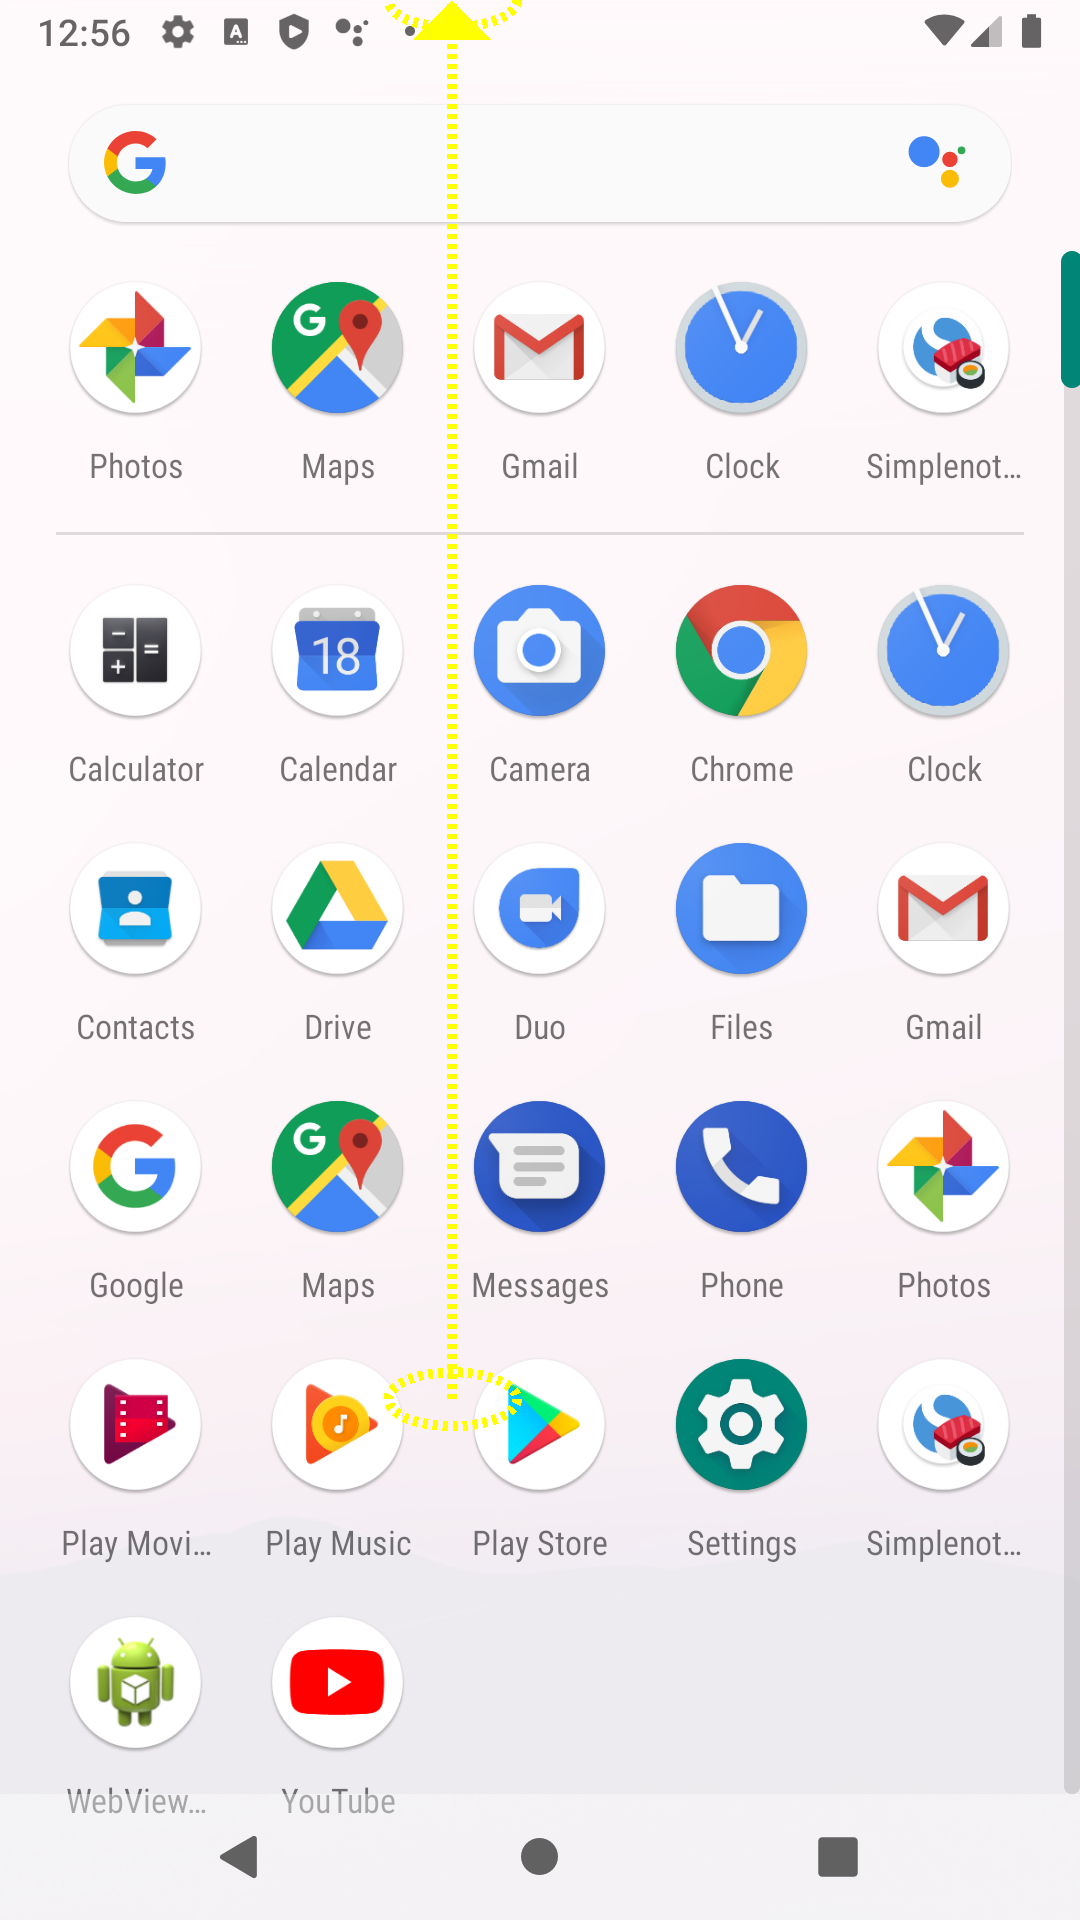 12:56
Photos Maps Gmail Clock Simplenot...
Calculator Calendar Camera Chrome Clock
Contacts Drive Duo Files Gmail
Google Maps Messages Phone Photos
Play Movi... Play Music Play Store Settings Simplenot...
WebView... YouTube